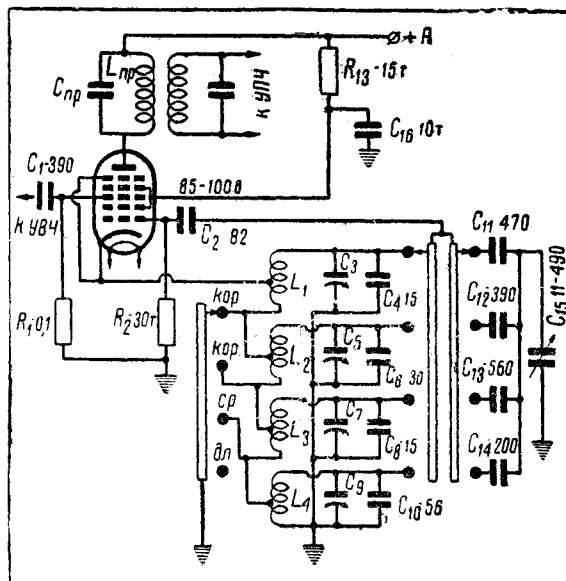 ø+А
Lпр
Cпр
к УПЧ
R13-15т
C16 10т
C1-390
85-100в
к УВЧ
C2 82
C11 470
C3
L1
C4 15
кор
C15 11-490
R1 0,1
R2 30т
C12-390
C5
L2
кор.
C6 30
C13-560
C7
ср
L3
C8-15
C14-200
дл
C9
L4
C10-56